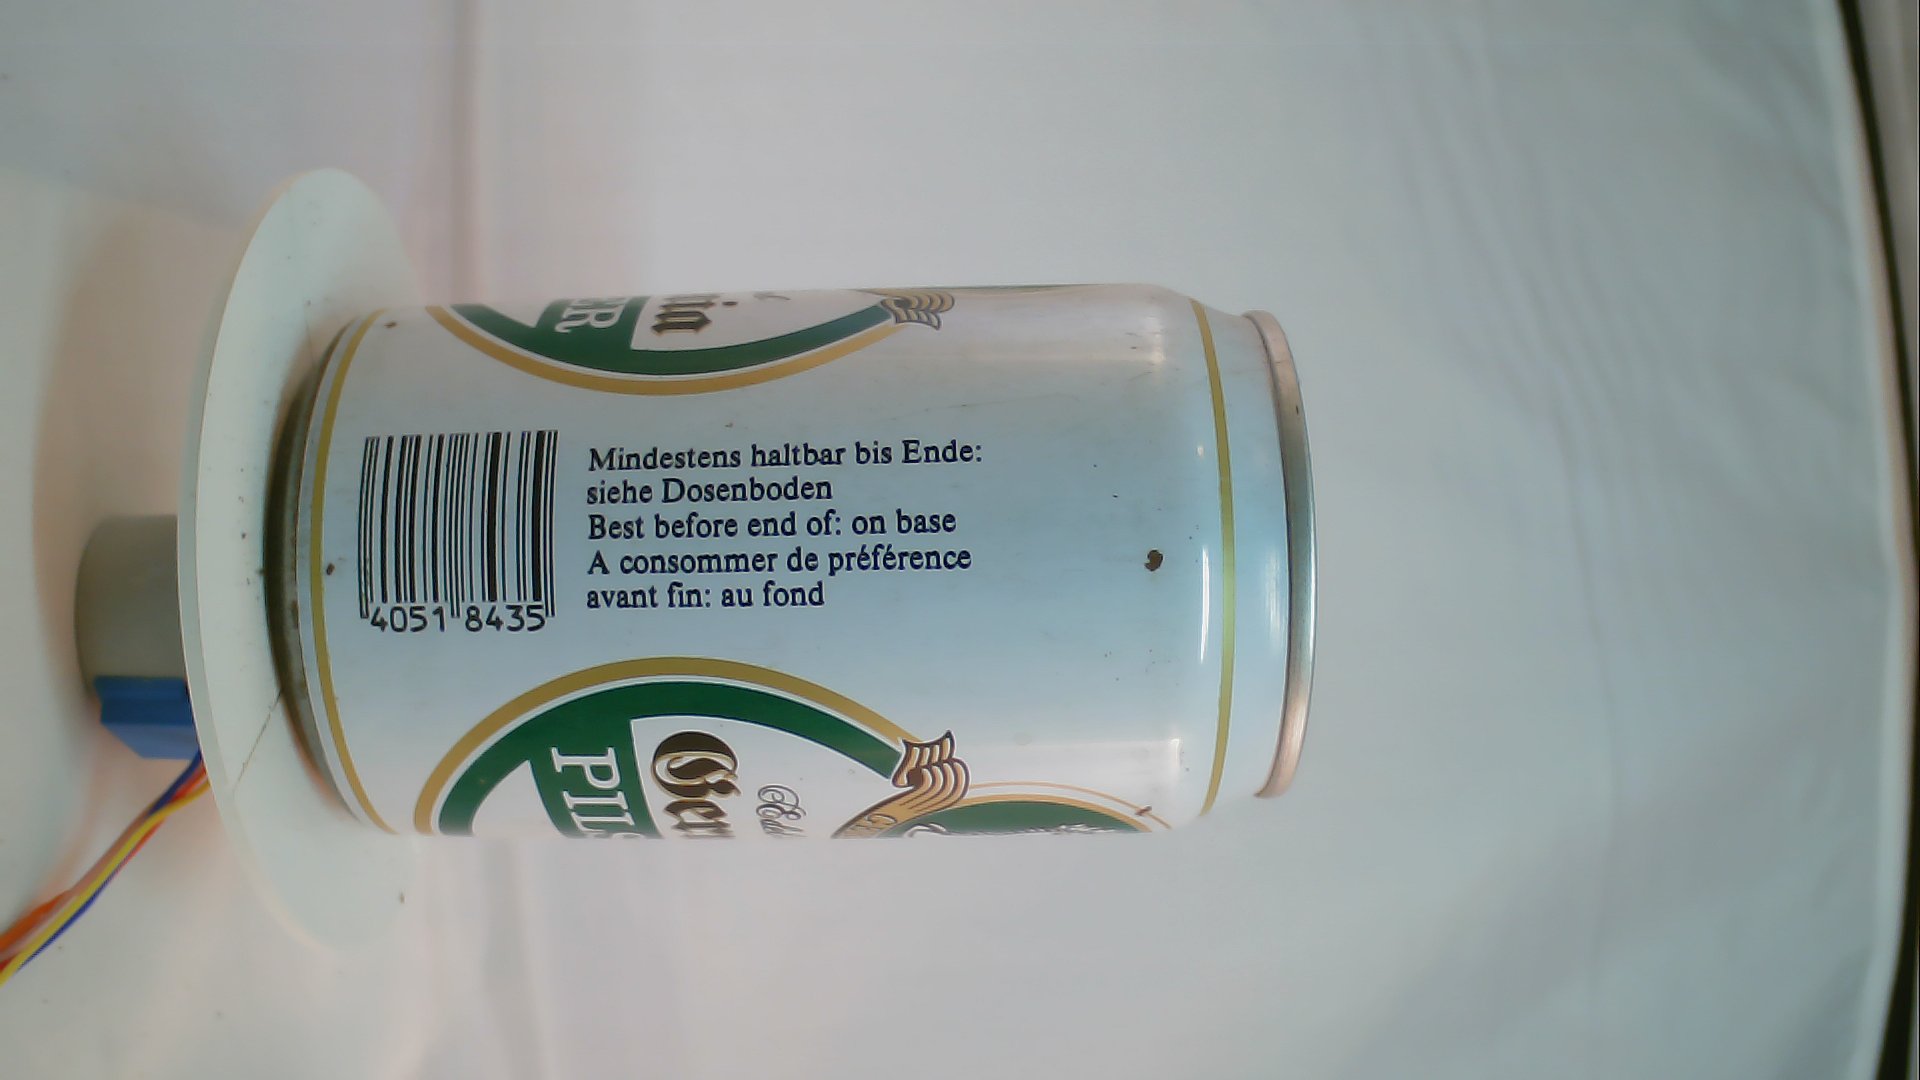 Mindestens haltbar bis Ende:
siehe Dosenboden
Best before end of: on base
A consommer de préférence
avant fin: au fond
4051 8435